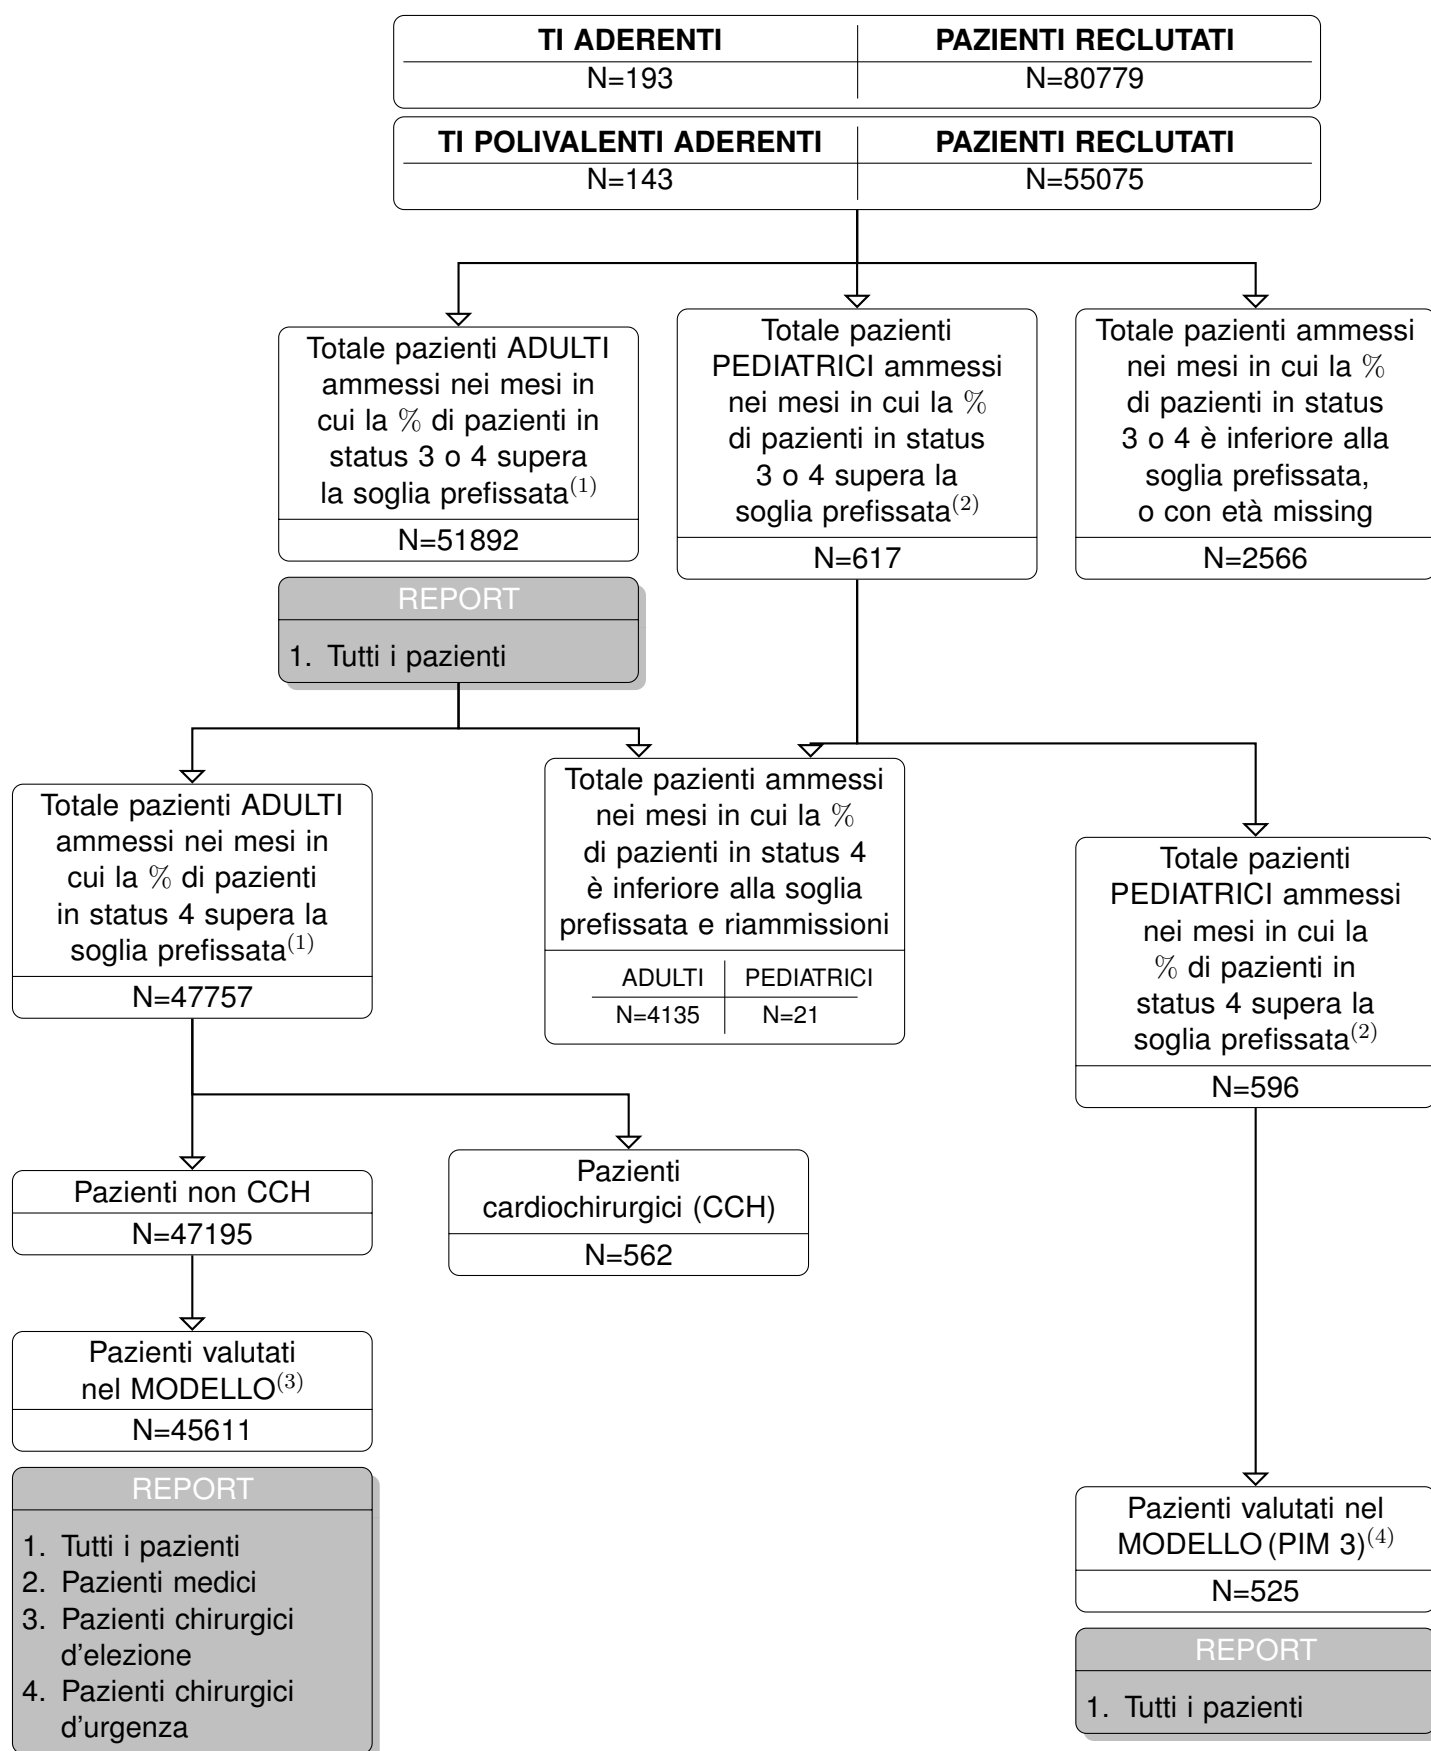 TI ADERENTI PAZIENTI RECLUTATI
N=193 N=80779
TI POLIVALENTI ADERENTI PAZIENTI RECLUTATI
N=143 N=55075
Totale pazienti ADULTI
ammessi nei mesi in
cui la % di pazienti in
status 3 o 4 supera
la soglia prefissata(1)
N=51892
REPORT
1. Tutti i pazienti
Totale pazienti
PEDIATRICI ammessi
nei mesi in cui la %
di pazienti in status
3 o 4 supera la
soglia prefissata(2)
N=617
Totale pazienti ammessi
nei mesi in cui la %
di pazienti in status
3 o 4 è inferiore alla
soglia prefissata,
o con età missing
N=2566
Totale pazienti ADULTI
ammessi nei mesi in
cui la % di pazienti
in status 4 supera la
soglia prefissata(1)
N=47757
Totale pazienti ammessi
nei mesi in cui la %
di pazienti in status 4
è inferiore alla soglia
prefissata e riammissioni
ADULTI PEDIATRICI
N=4135 N=21
Totale pazienti
PEDIATRICI ammessi
nei mesi in cui la
% di pazienti in
status 4 supera la
soglia prefissata(2)
N=596
Pazienti non CCH
N=47195
Pazienti
cardiochirurgici (CCH)
N=562
Pazienti valutati
nel MODELLO(3)
N=45611
REPORT
1. Tutti i pazienti
2. Pazienti medici
3. Pazienti chirurgici
d'elezione
4. Pazienti chirurgici
d'urgenza
Pazienti valutati nel
MODELLO (PIM 3)(4)
N=525
REPORT
1. Tutti i pazienti